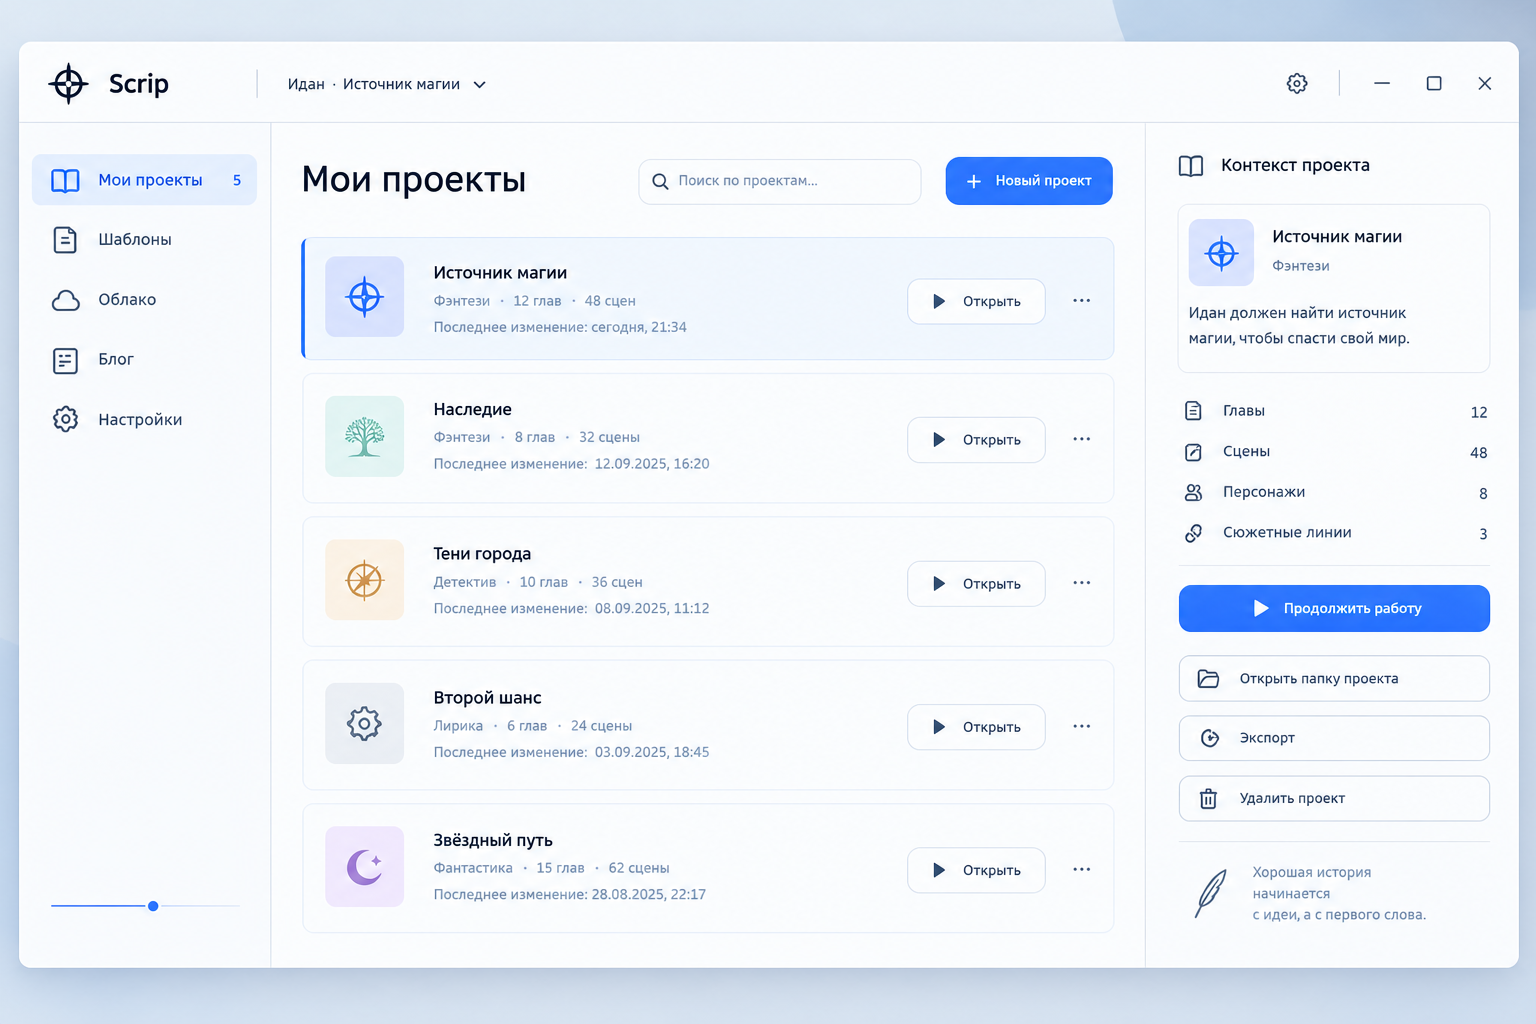 Scrip
Идан · Источник магии
Мои проекты 5
Шаблоны
Облако
Блог
Настройки
Мои проекты
Поиск по проектам...
+ Новый проект
Источник магии
Фэнтези · 12 глав · 48 сцен
Последнее изменение: сегодня, 21:34
Открыть
Наследие
Фэнтези · 8 глав · 32 сцены
Последнее изменение: 12.09.2025, 16:20
Открыть
Тени города
Детектив · 10 глав · 36 сцен
Последнее изменение: 08.09.2025, 11:12
Открыть
Второй шанс
Лирика · 6 глав · 24 сцены
Последнее изменение: 03.09.2025, 18:45
Открыть
Звёздный путь
Фантастика · 15 глав · 62 сцены
Последнее изменение: 28.08.2025, 22:17
Открыть
Контекст проекта
Источник магии
Фэнтези
Идан должен найти источник
магии, чтобы спасти свой мир.
Главы 12
Сцены 48
Персонажи 8
Сюжетные линии 3
Продолжить работу
Открыть папку проекта
Экспорт
Удалить проект
Хорошая история
начинается
с идеи, а с первого слова.